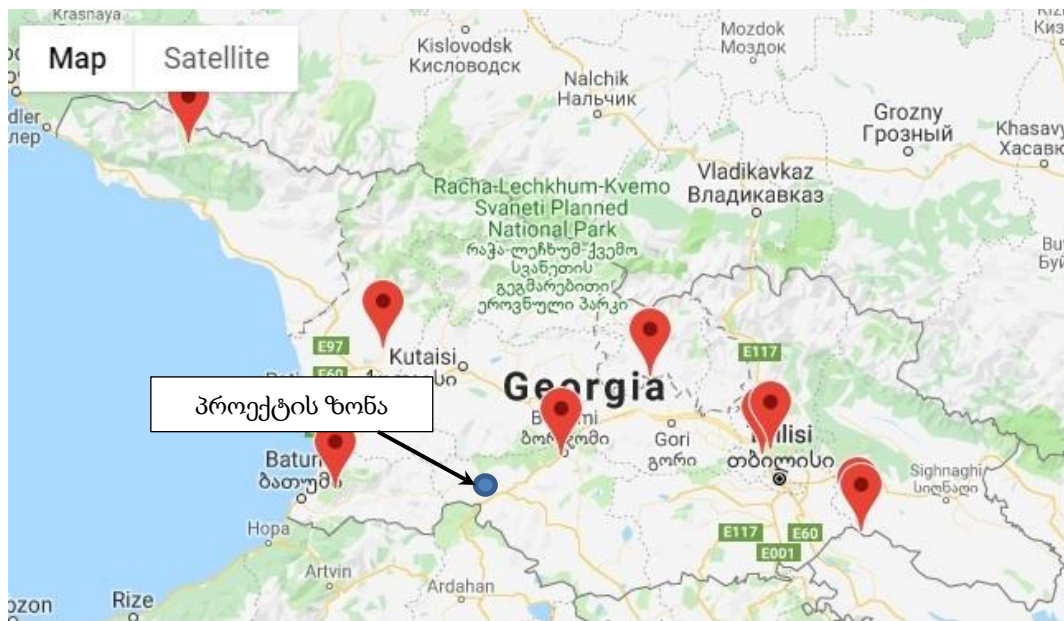 Krasnaya
Map Satellite
Kislovodsk
Кисловодск
Mozdok
Моздок
Nalchik
Нальчик
Grozny
Грозный
Khasavy
Хасавк
dler
лер
Vladikavkaz
Владикавказ
Racha-Lechkhum-Kvemo
Svaneti Planned
National Park
რაჭა-ლეჩხუმ-ქვემო
სვანეთის
გეგმარებითი
ეროვნული პარკი
E97
E60
Kutaisi
E117
Georgia
პროექტის ზონა
ბორჯომი
Gori
გორი
Tbilisi
თბილისი
Batumi
ბათუმი
Sighnaghi
სიღნაღი
Hopa
E117
E60
E001
Artvin
Ardahan
Rize